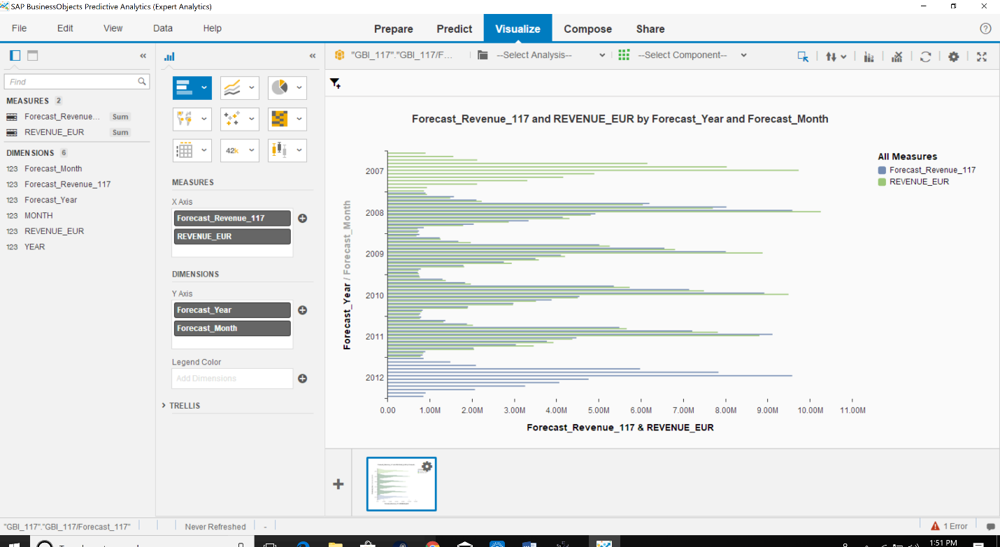 SAP BusinessObjects Predictive Analytics (Expert Analytics)
File Edit View Data Help
Prepare Predict Visualize Compose Share
Find
MEASURES 2
Forecast_Revenue... Sum
REVENUE_EUR Sum
DIMENSIONS 6
123 Forecast_Month
123 Forecast_Revenue_117
123 Forecast_Year
123 MONTH
123 REVENUE_EUR
123 YEAR
42k
MEASURES
X Axis
Forecast_Revenue_117
REVENUE_EUR
DIMENSIONS
Y Axis
Forecast_Year
Forecast_Month
Legend Color
Add Dimensions
TRELLIS
"GBI_117"."GBI_117/F... --Select Analysis-- --Select Component--
Forecast_Revenue_117 and REVENUE_EUR by Forecast_Year and Forecast_Month
Forecast_Year / Forecast_Month
2007
2008
2009
2010
2011
2012
0.00 1.00M 2.00M 3.00M 4.00M 5.00M 6.00M 7.00M 8.00M 9.00M 10.00M 11.00M
Forecast_Revenue_117 & REVENUE_EUR
All Measures
Forecast_Revenue_117
REVENUE_EUR
"GBI_117"."GBI_117/Forecast_117" Never Refreshed - 1 Error
1:51 PM